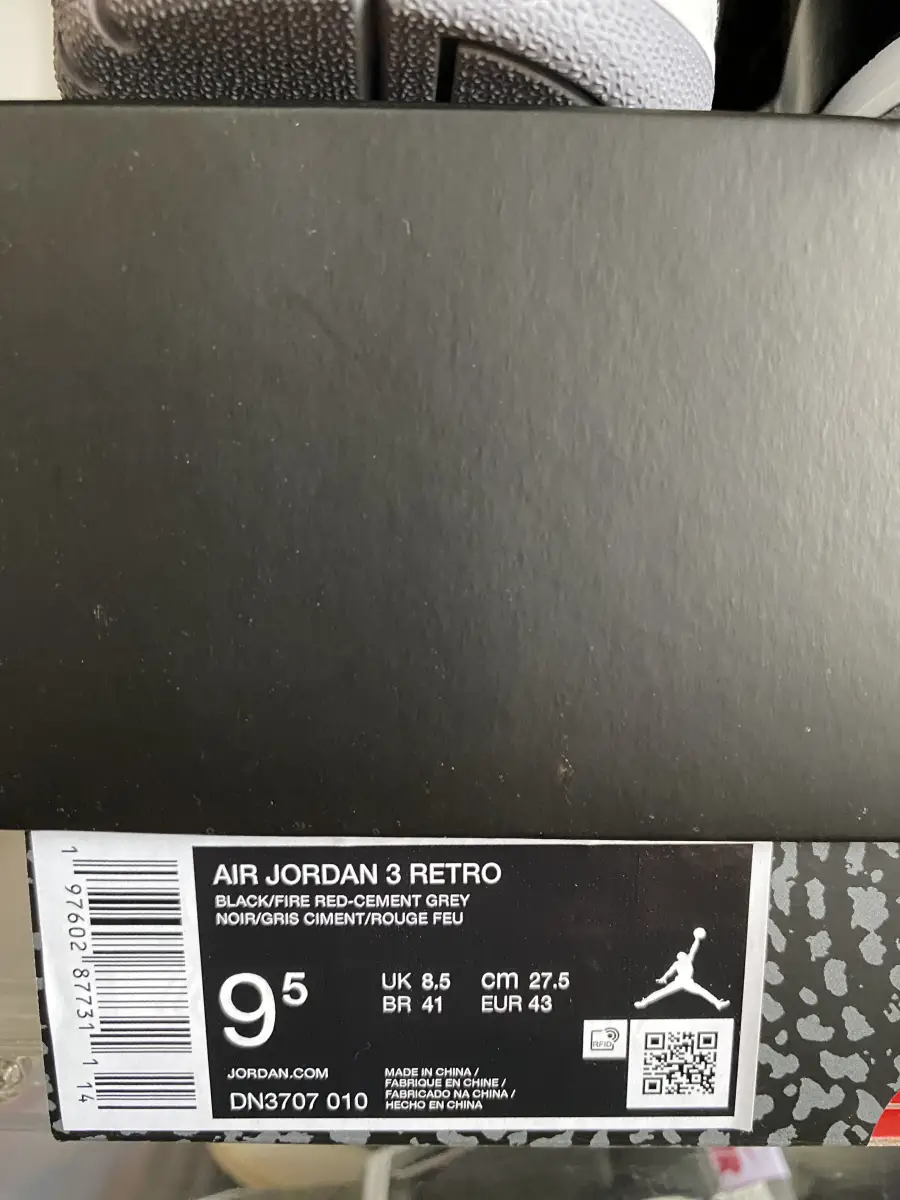 AIR JORDAN 3 RETRO
BLACK/FIRE RED-CEMENT GREY
NOIR/GRIS CIMENT/ROUGE FEU
9 5
UK 8.5 cm 27.5
BR 41 EUR 43
RFID
JORDAN.COM
DN3707 010
MADE IN CHINA /
FABRIQUE EN CHINE /
FABRICADO NA CHINA /
HECHO EN CHINA
1 97602 87731 1 14